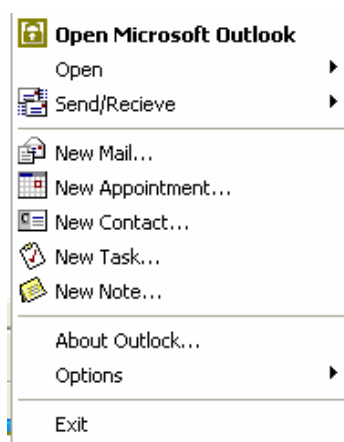 Open Microsoft Outlook
Open
Send/Recieve
New Mail...
New Appointment...
New Contact...
New Task...
New Note...
About Outlock...
Options
Exit